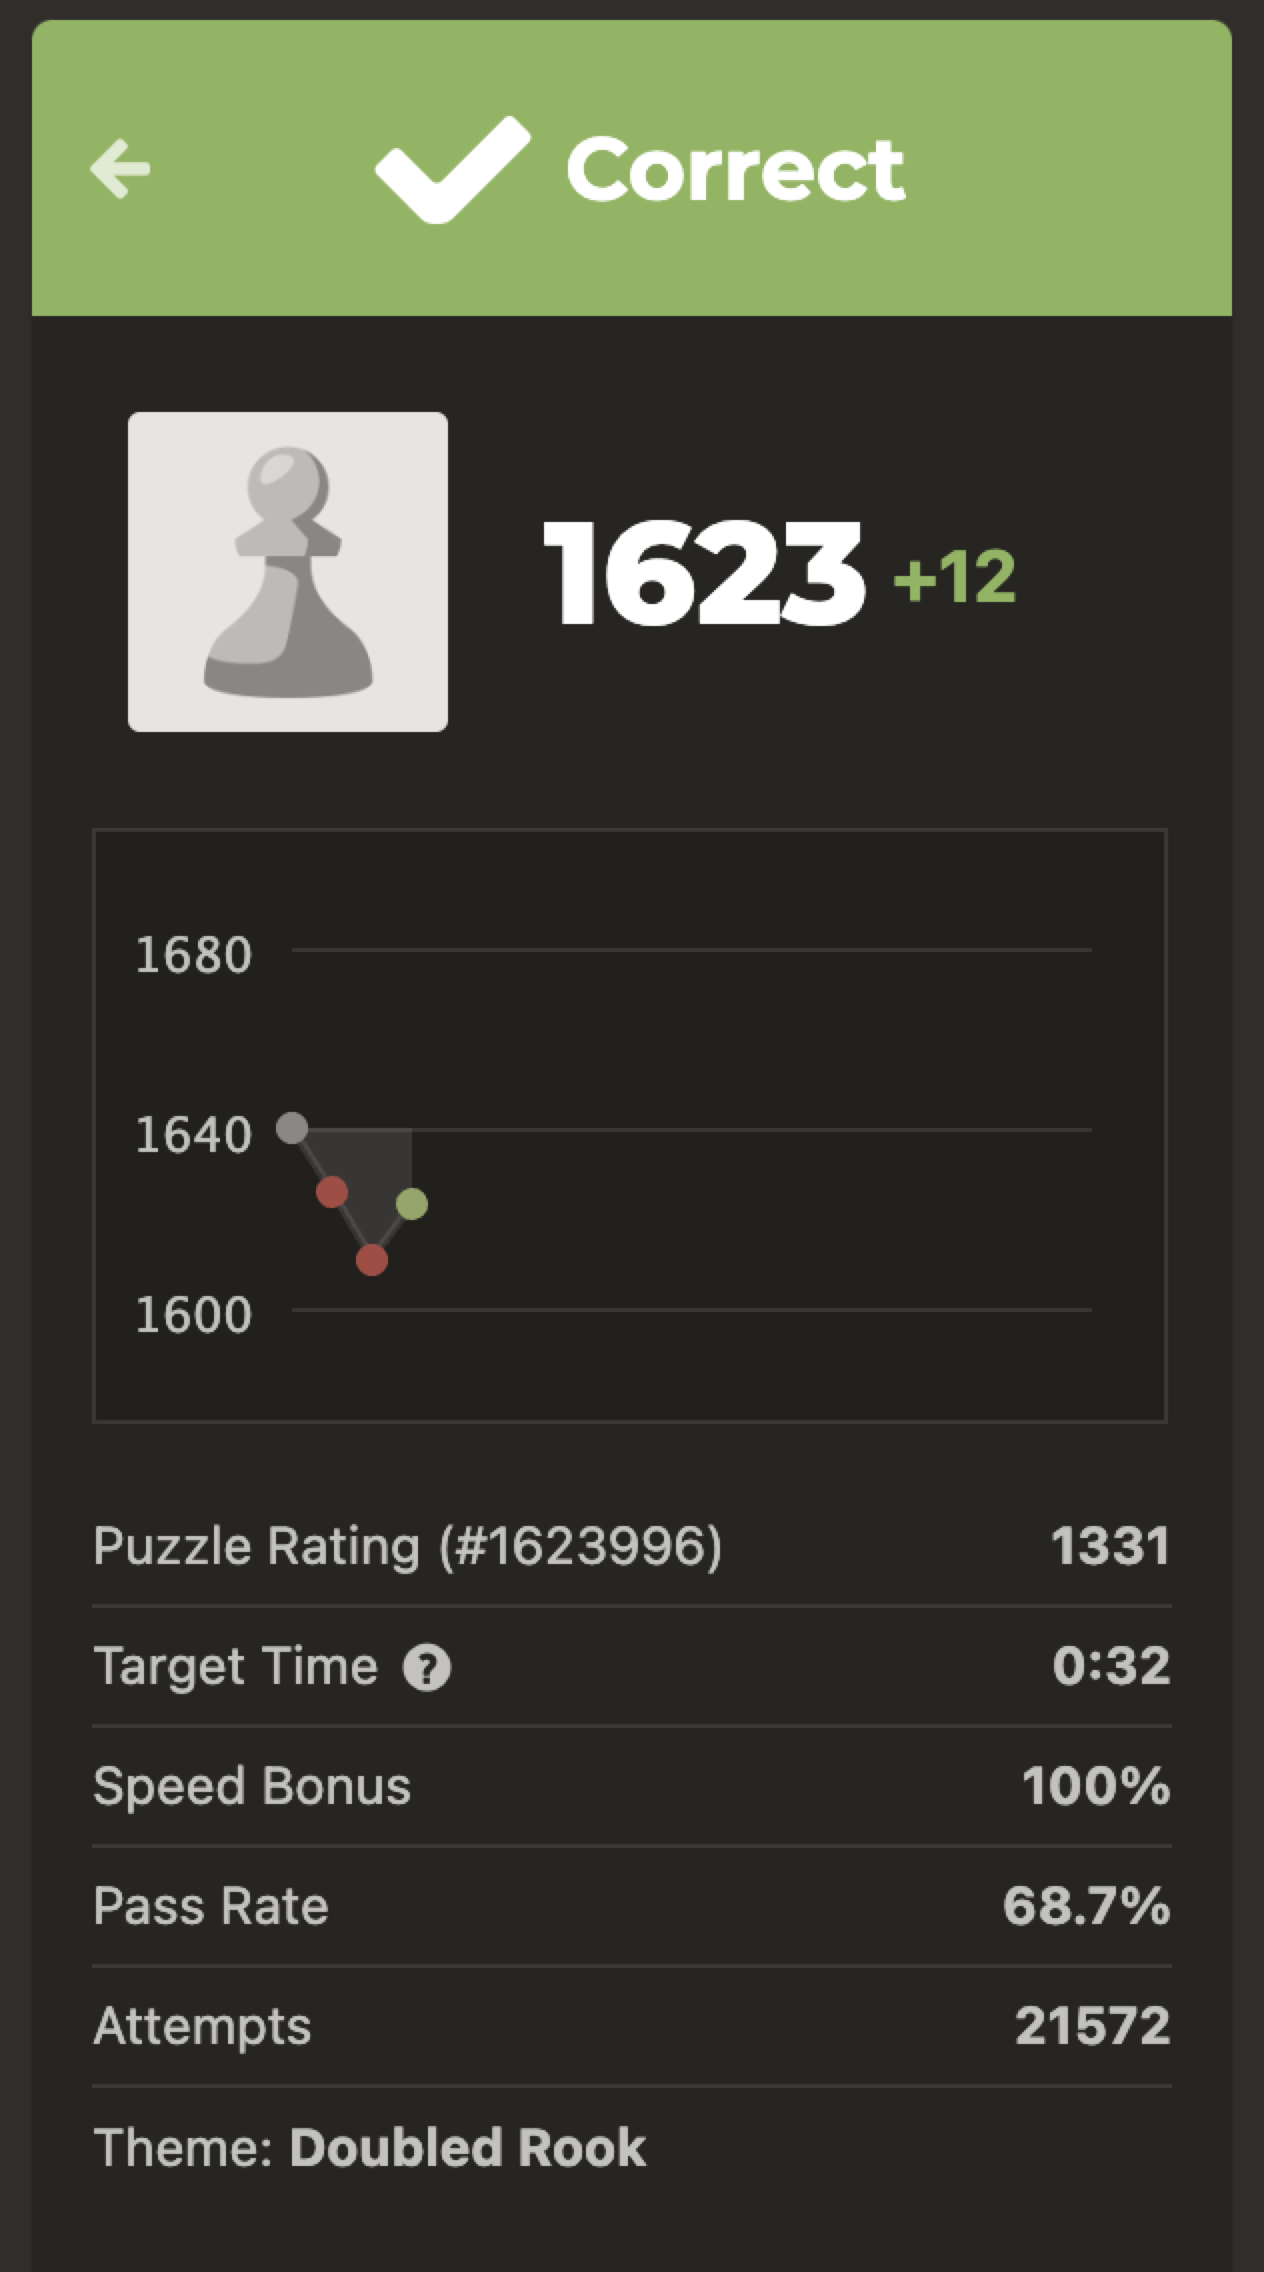 Correct
1623 +12
1680
1640
1600
Puzzle Rating (#1623996) 1331
Target Time ? 0:32
Speed Bonus 100%
Pass Rate 68.7%
Attempts 21572
Theme: Doubled Rook